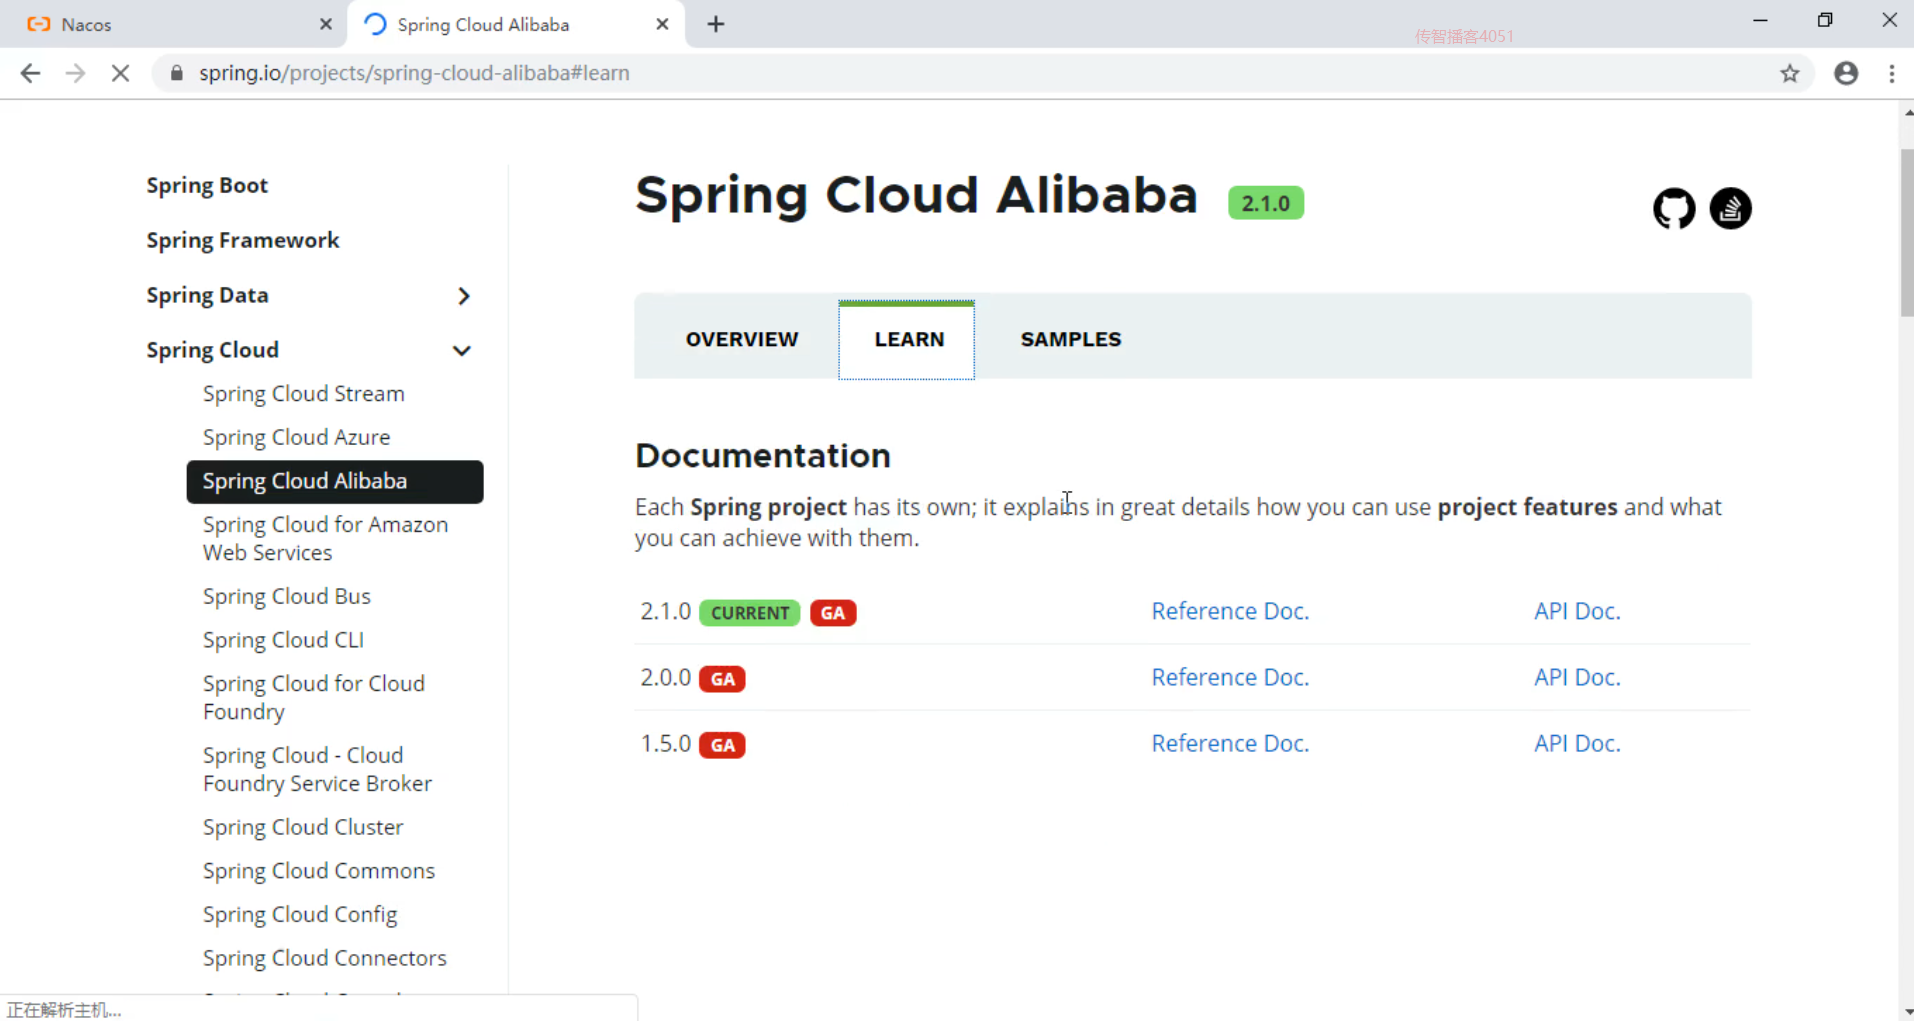 Nacos
Spring Cloud Alibaba
传智播客4051
spring.io/projects/spring-cloud-alibaba#learn
Spring Boot
Spring Framework
Spring Data
Spring Cloud
Spring Cloud Stream
Spring Cloud Azure
Spring Cloud Alibaba
Spring Cloud for Amazon
Web Services
Spring Cloud Bus
Spring Cloud CLI
Spring Cloud for Cloud
Foundry
Spring Cloud - Cloud
Foundry Service Broker
Spring Cloud Cluster
Spring Cloud Commons
Spring Cloud Config
Spring Cloud Connectors
正在解析主机...
Spring Cloud Alibaba 2.1.0
OVERVIEW LEARN SAMPLES
Documentation
Each Spring project has its own; it explains in great details how you can use project features and what
you can achieve with them.
2.1.0 CURRENT GA Reference Doc. API Doc.
2.0.0 GA Reference Doc. API Doc.
1.5.0 GA Reference Doc. API Doc.